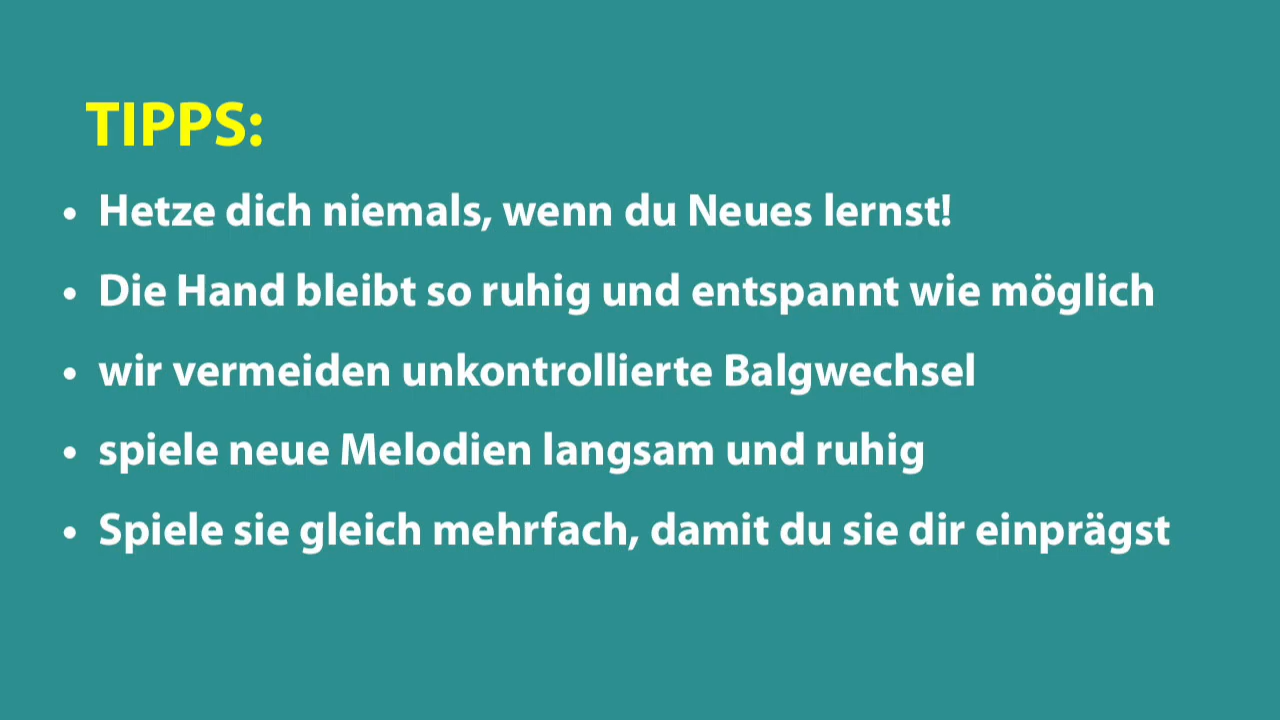 TIPPS:
• Hetze dich niemals, wenn du Neues lernst!
• Die Hand bleibt so ruhig und entspannt wie möglich
• wir vermeiden unkontrollierte Balgwechsel
• spiele neue Melodien langsam und ruhig
• Spiele sie gleich mehrfach, damit du sie dir einprägst